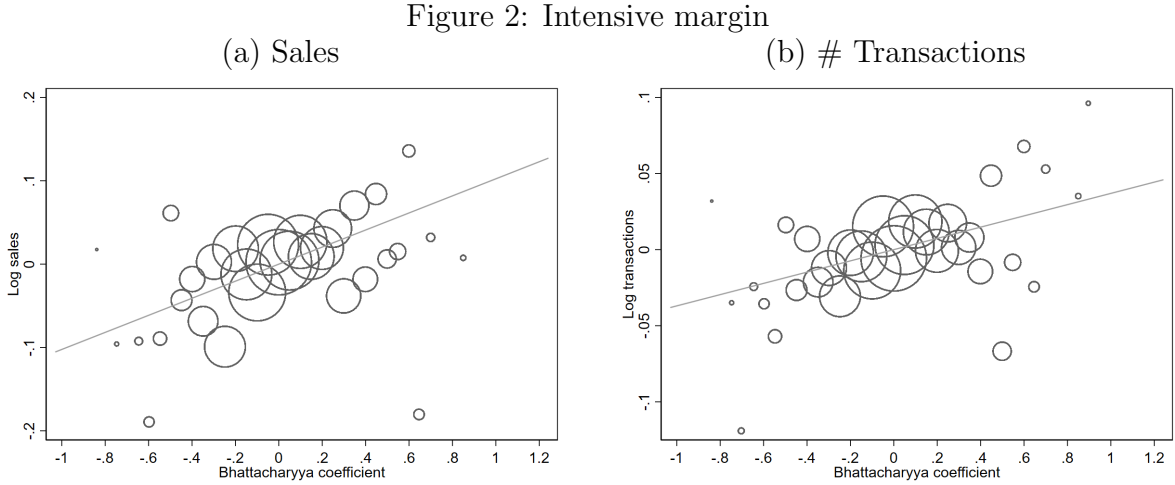 Figure 2: Intensive margin
(a) Sales
(b) # Transactions
Log sales
.2
.1
0
-.1
-.2
-1 -.8 -.6 -.4 -.2 0 .2 .4 .6 .8 1 1.2
Bhattacharyya coefficient
Log transactions
.1
.05
0
-.05
-.1
-1 -.8 -.6 -.4 -.2 0 .2 .4 .6 .8 1 1.2
Bhattacharyya coefficient